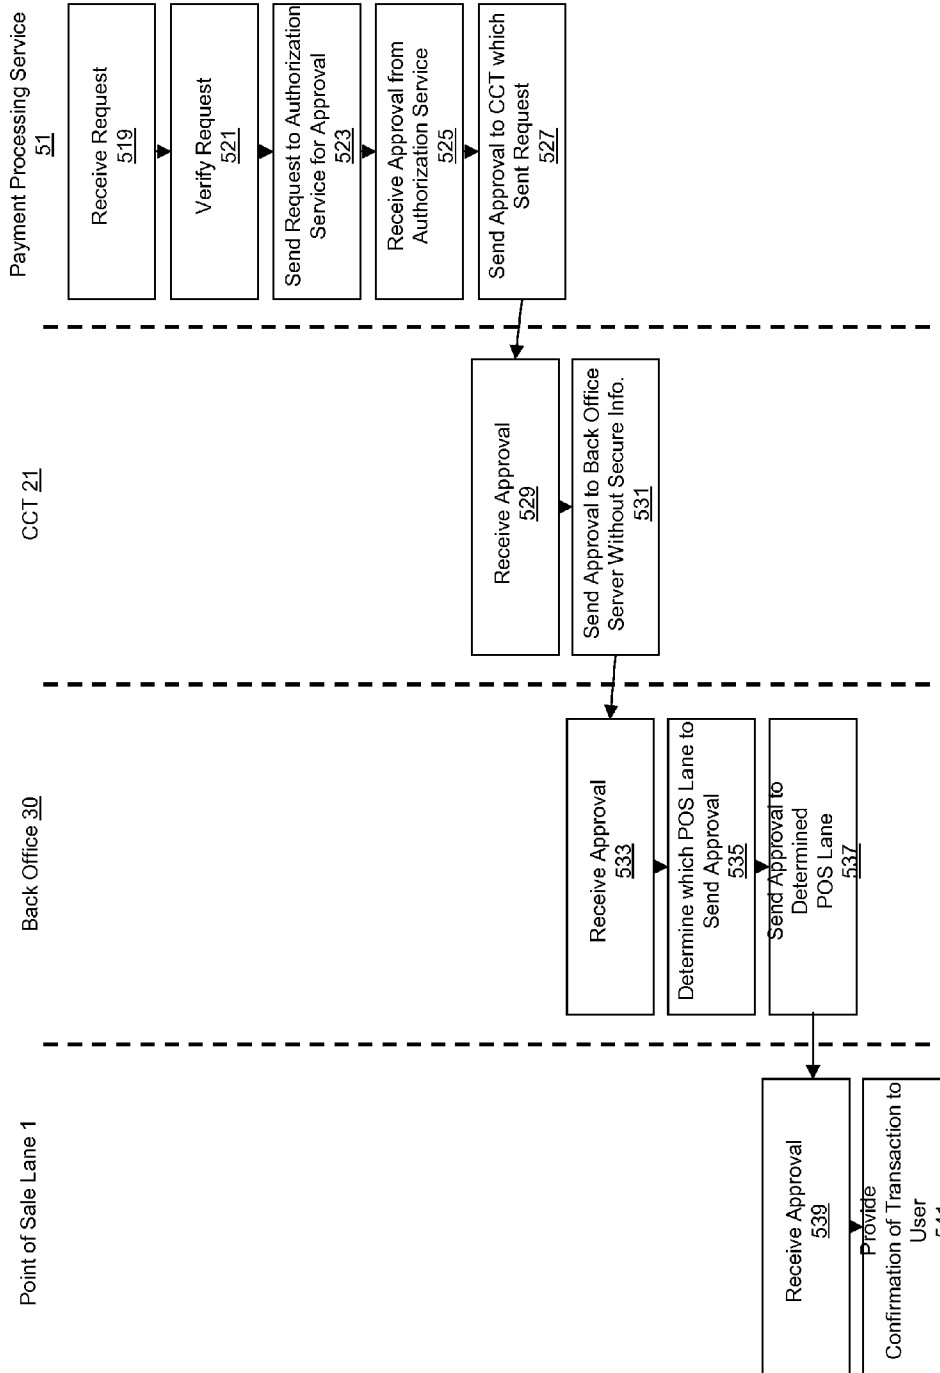 Point of Sale Lane 1
Back Office 30
CCT 21
Payment Processing Service
51
Receive Request
519
Verify Request
521
Send Request to Authorization
Service for Approval
523
Receive Approval from
Authorization Service
525
Send Approval to CCT which
Sent Request
527
Receive Approval
529
Send Approval to Back Office
Server Without Secure Info.
531
Receive Approval
533
Determine which POS Lane to
Send Approval
535
Send Approval to
Determined
POS Lane
537
Receive Approval
539
Provide
Confirmation of Transaction to
User
541